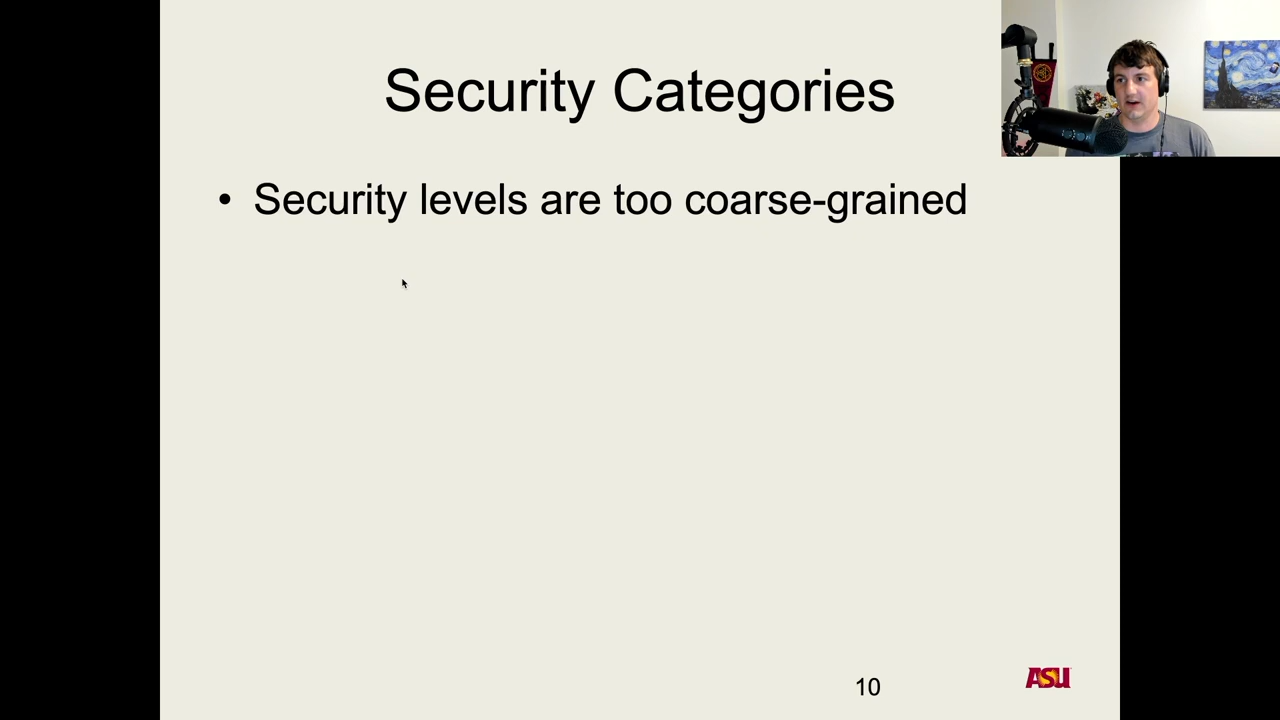 Security Categories
• Security levels are too coarse-grained
10
ASU